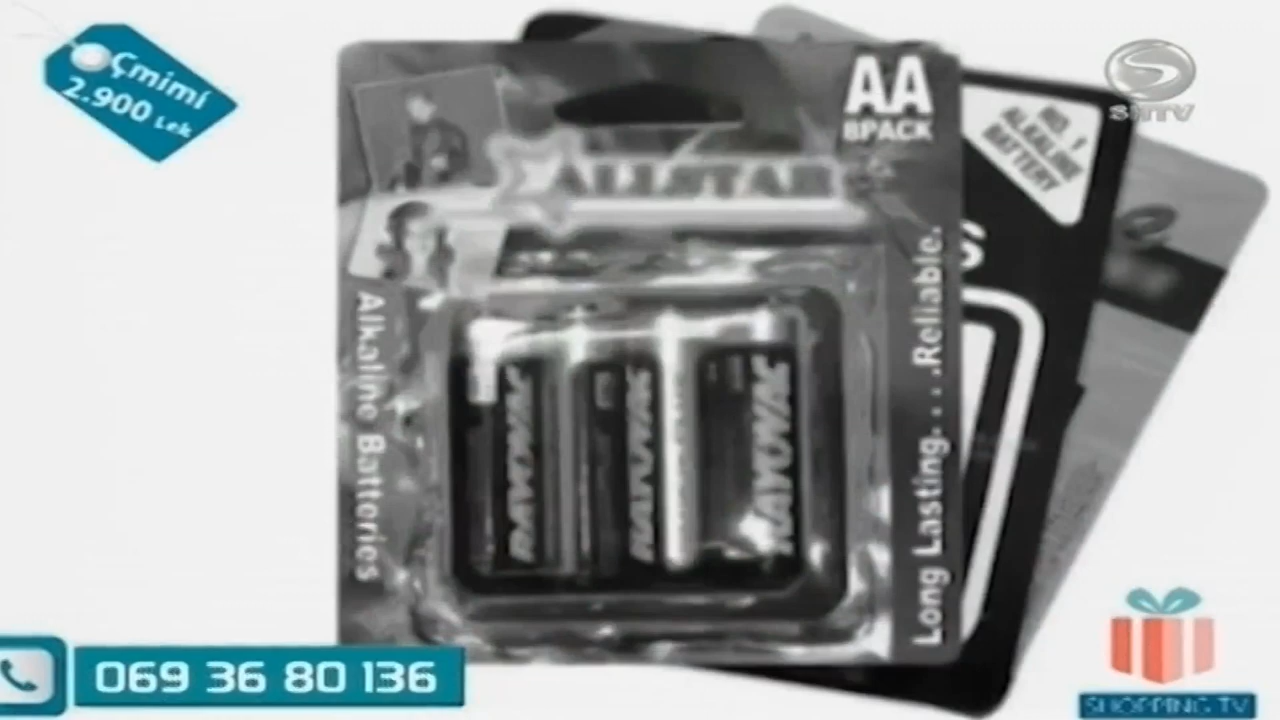 Çmimi
2.900 Lek
AA
8PACK
ALLSTAR
NO. 1
ALKALINE
BATTERY
STTV
Alkaline Batteries
Long Lasting. . . .Reliable.
RAYOVAC
RAYOVAC
RAYOVAC
069 36 80 136
SHOPPING TV